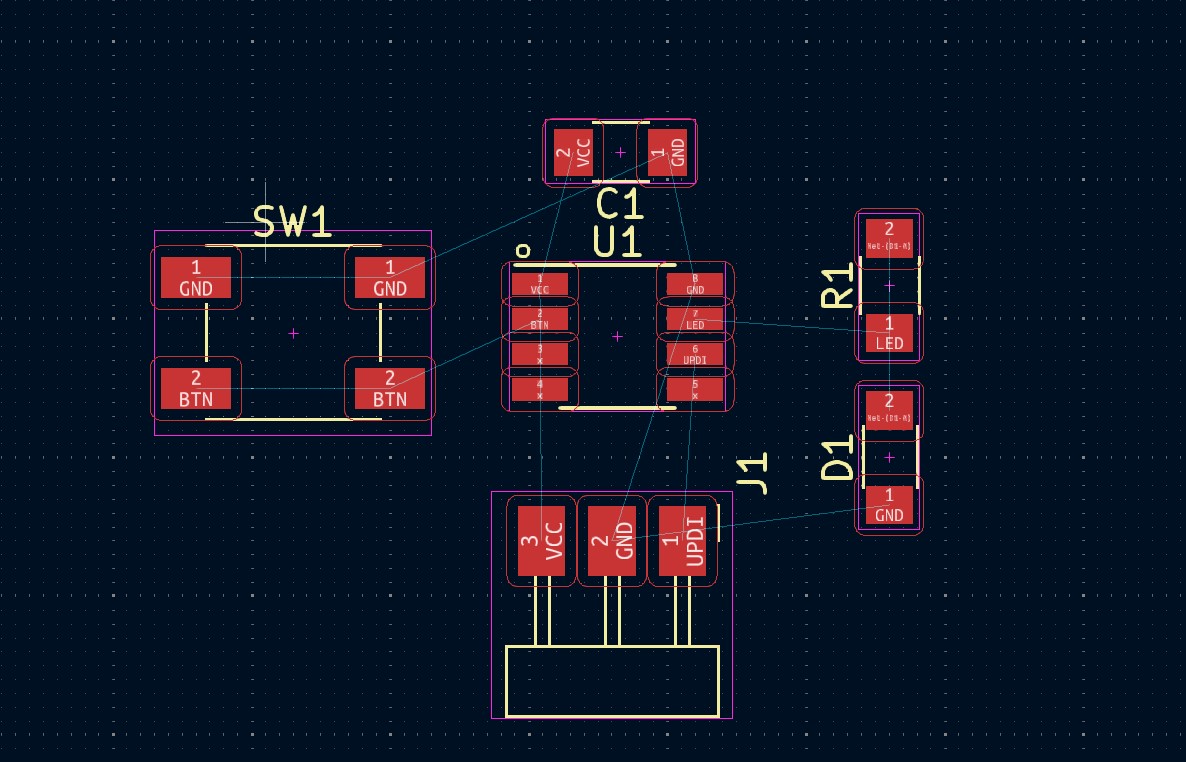 2
VCC
1
GND
C1
U1
SW1
1
GND
1
GND
2
BTN
2
BTN
1
VCC
2
BTN
3
x
4
x
8
GND
7
LED
6
UPDI
5
x
R1
2
Net-(D1-A)
1
LED
D1
2
Net-(D1-A)
1
GND
J1
3
VCC
2
GND
1
UPDI